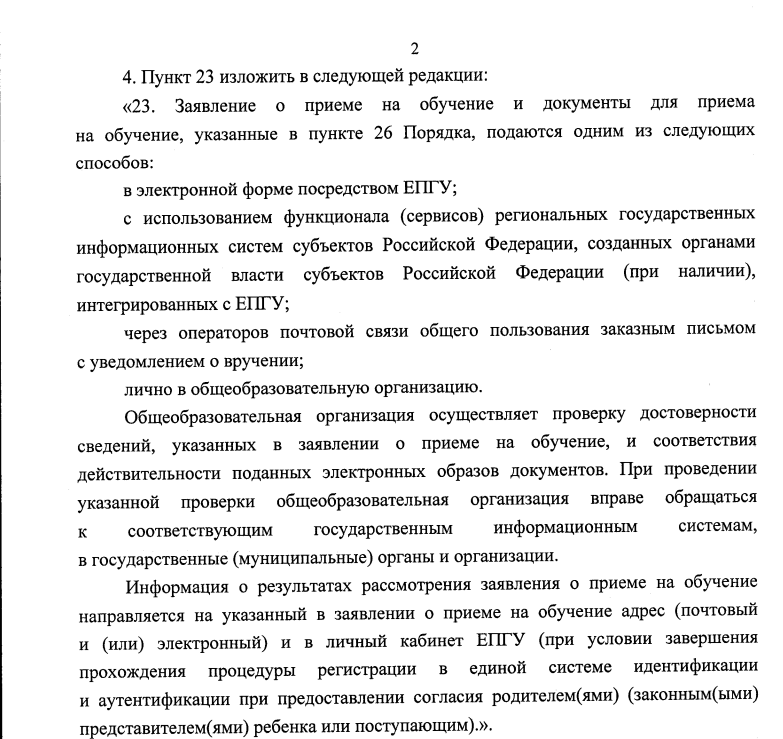 2
4. Пункт 23 изложить в следующей редакции:
«23. Заявление о приеме на обучение и документы для приема
на обучение, указанные в пункте 26 Порядка, подаются одним из следующих
способов:
в электронной форме посредством ЕПГУ;
с использованием функционала (сервисов) региональных государственных
информационных систем субъектов Российской Федерации, созданных органами
государственной власти субъектов Российской Федерации (при наличии),
интегрированных с ЕПГУ;
через операторов почтовой связи общего пользования заказным письмом
с уведомлением о вручении;
лично в общеобразовательную организацию.
Общеобразовательная организация осуществляет проверку достоверности
сведений, указанных в заявлении о приеме на обучение, и соответствия
действительности поданных электронных образов документов. При проведении
указанной проверки общеобразовательная организация вправе обращаться
к соответствующим государственным информационным системам,
в государственные (муниципальные) органы и организации.
Информация о результатах рассмотрения заявления о приеме на обучение
направляется на указанный в заявлении о приеме на обучение адрес (почтовый
и (или) электронный) и в личный кабинет ЕПГУ (при условии завершения
прохождения процедуры регистрации в единой системе идентификации
и аутентификации при предоставлении согласия родителем(ями) (законным(ыми)
представителем(ями) ребенка или поступающим).».